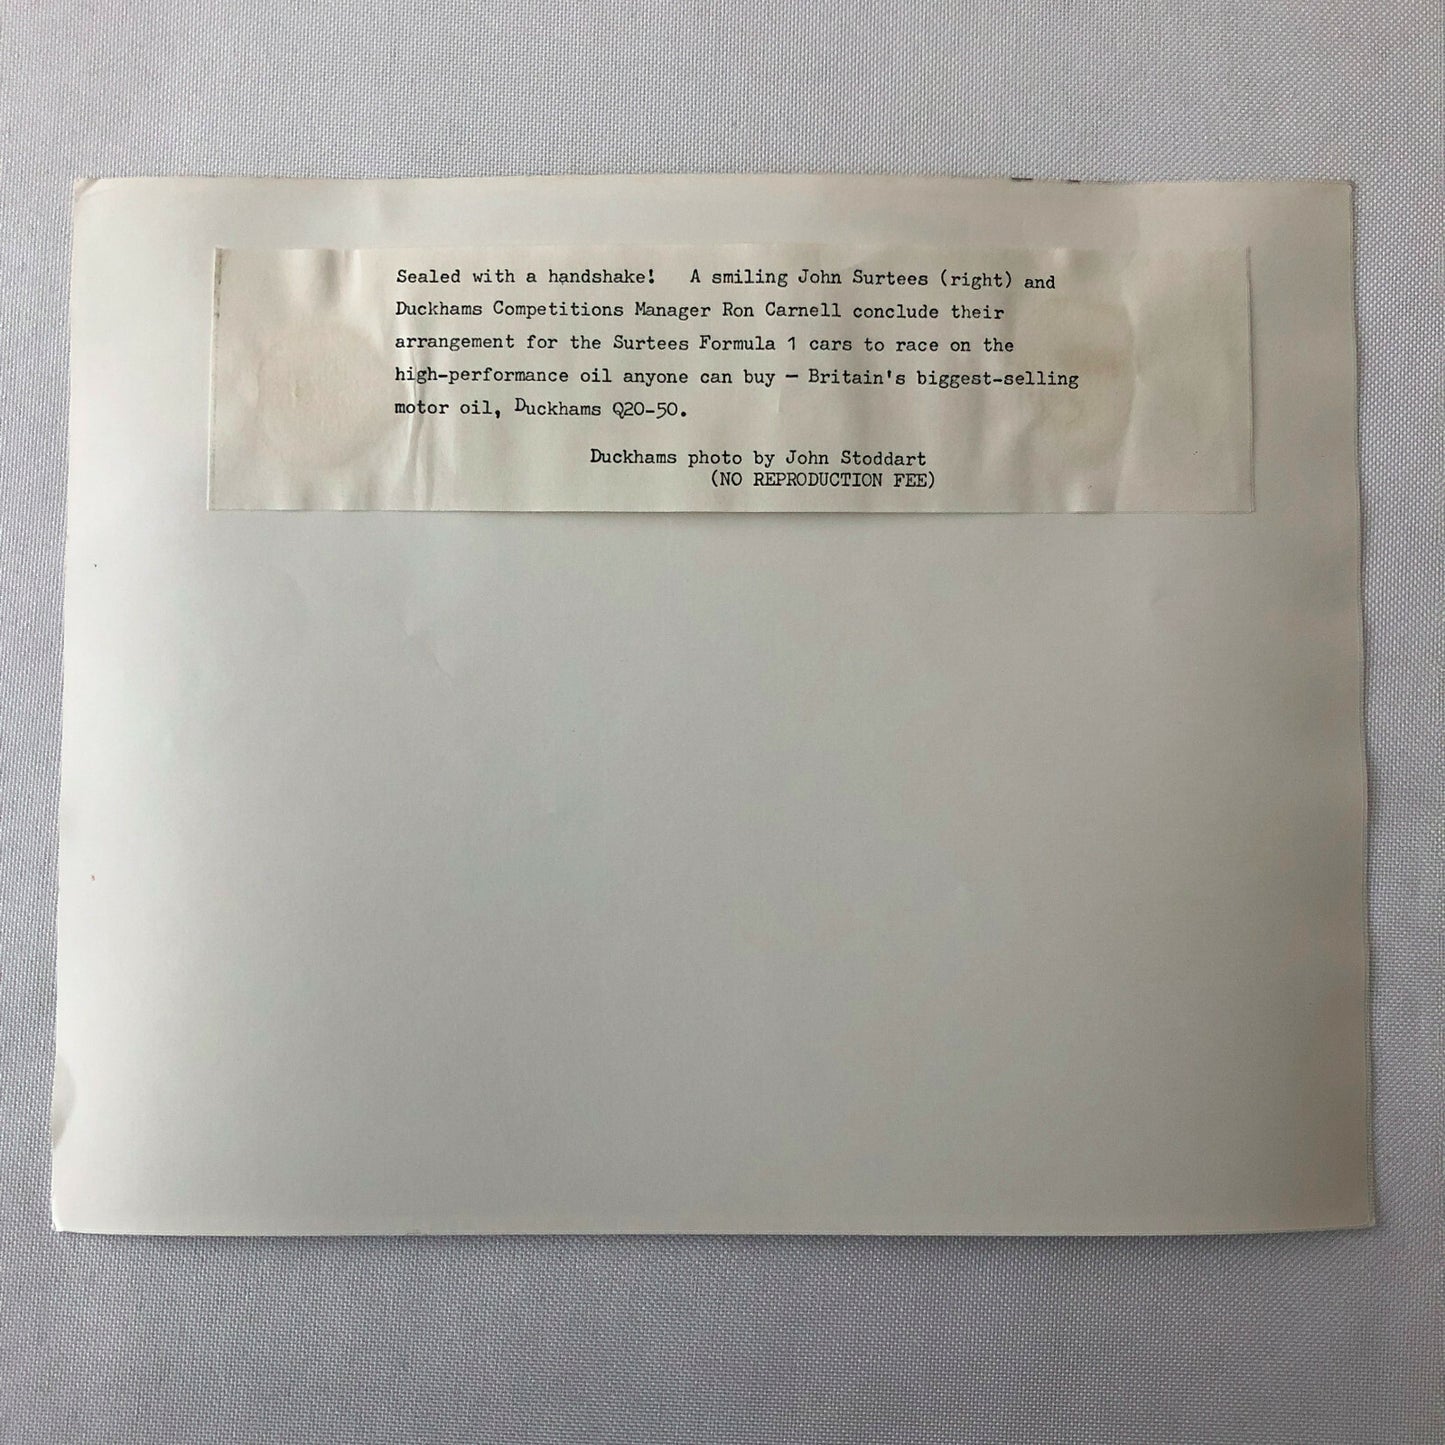 Sealed with a handshake! A smiling John Surtees (right) and
Duckhams Competitions Manager Ron Carnell conclude their
arrangement for the Surtees Formula 1 cars to race on the
high-performance oil anyone can buy — Britain's biggest-selling
motor oil, Duckhams Q20-50.
Duckhams photo by John Stoddart
(NO REPRODUCTION FEE)